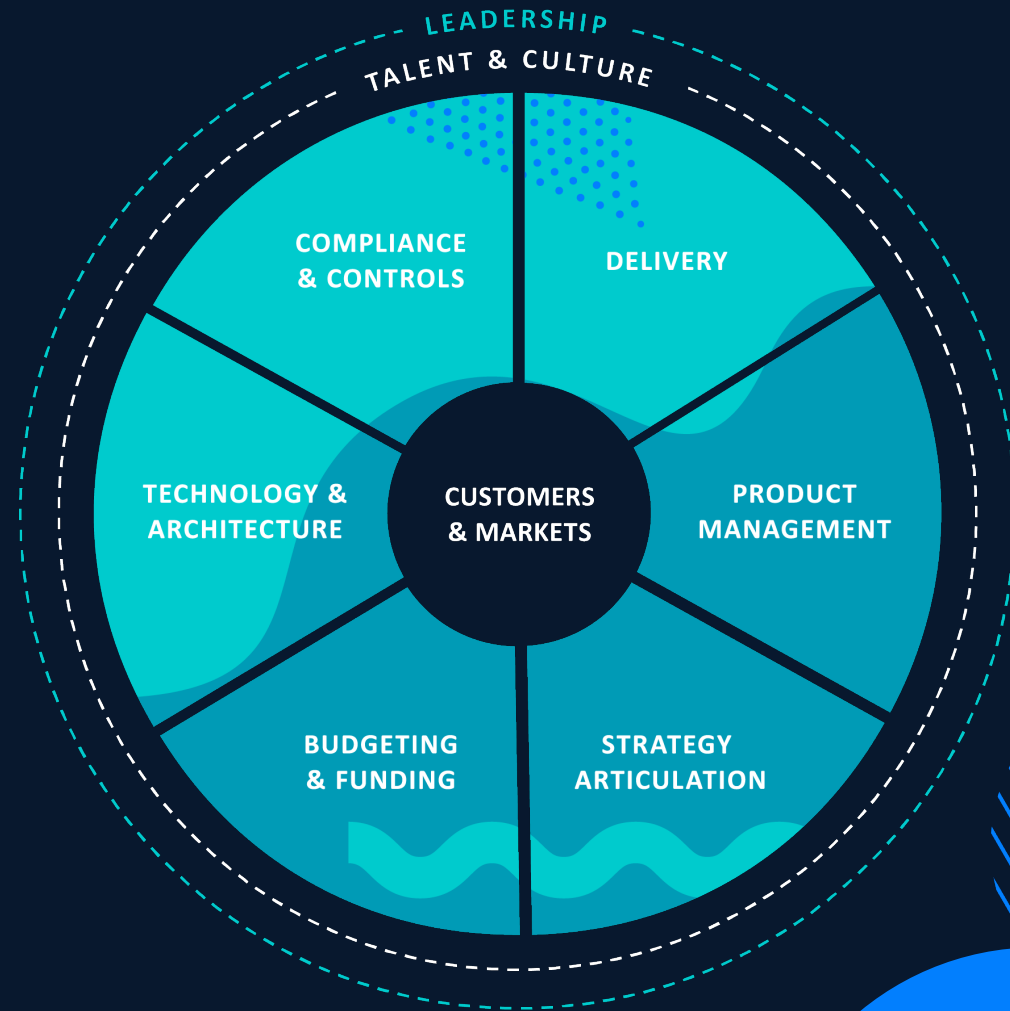 LEADERSHIP
TALENT & CULTURE
COMPLIANCE
& CONTROLS
DELIVERY
TECHNOLOGY &
ARCHITECTURE
CUSTOMERS
& MARKETS
PRODUCT
MANAGEMENT
BUDGETING
& FUNDING
STRATEGY
ARTICULATION